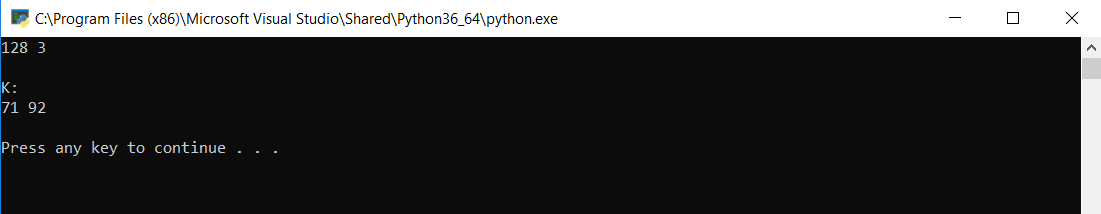 C:\Program Files (x86)\Microsoft Visual Studio\Shared\Python36_64\python.exe
128 3
K:
71 92
Press any key to continue . . .